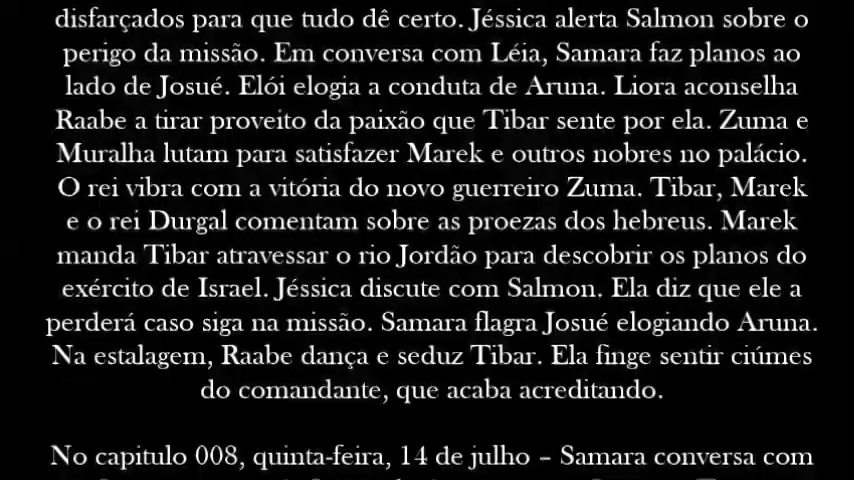 disfarçados para que tudo dê certo. Jéssica alerta Salmon sobre o
perigo da missão. Em conversa com Léia, Samara faz planos ao
lado de Josué. Elói elogia a conduta de Aruna. Liora aconselha
Raabe a tirar proveito da paixão que Tibar sente por ela. Zuma e
Muralha lutam para satisfazer Marek e outros nobres no palácio.
O rei vibra com a vitória do novo guerreiro Zuma. Tibar, Marek
e o rei Durgal comentam sobre as proezas dos hebreus. Marek
manda Tibar atravessar o rio Jordão para descobrir os planos do
exército de Israel. Jéssica discute com Salmon. Ela diz que ele a
perderá caso siga na missão. Samara flagra Josué elogiando Aruna.
Na estalagem, Raabe dança e seduz Tibar. Ela finge sentir ciúmes
do comandante, que acaba acreditando.
No capitulo 008, quinta-feira, 14 de julho – Samara conversa com